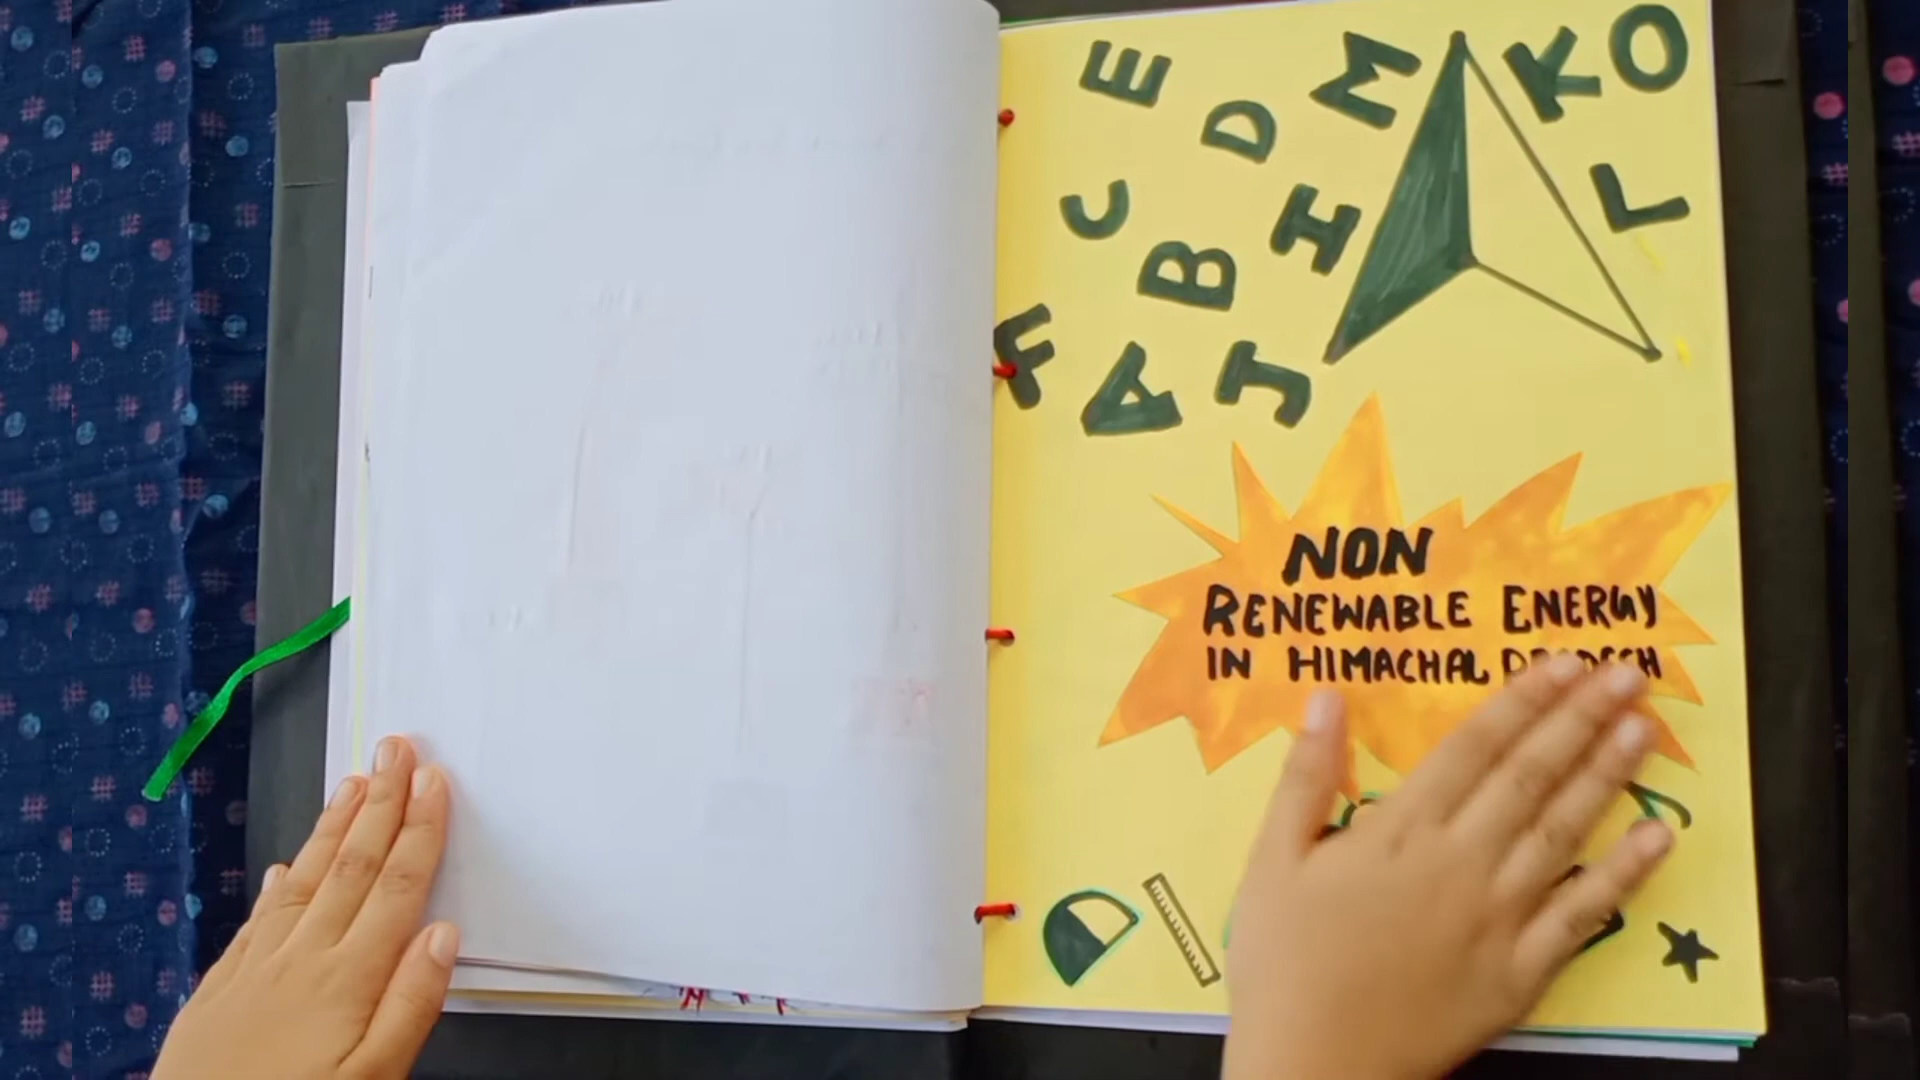 E
M
K
O
D
C
H
L
B
F
A
J
NON
RENEWABLE ENERGY
IN HIMACHAL